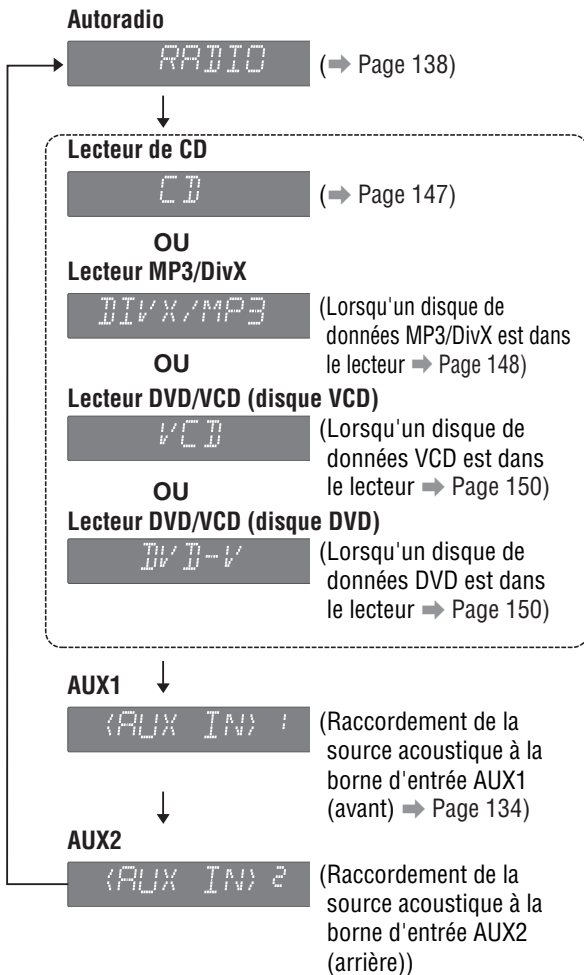 Autoradio
RADIO
(➡ Page 138)
Lecteur de CD
CD
(➡ Page 147)
OU
Lecteur MP3/DivX
DIVX/MP3
(Lorsqu'un disque de
données MP3/DivX est dans
le lecteur ➡ Page 148)
OU
Lecteur DVD/VCD (disque VCD)
VCD
(Lorsqu'un disque de
données VCD est dans
le lecteur ➡ Page 150)
OU
Lecteur DVD/VCD (disque DVD)
DVD-V
(Lorsqu'un disque de
données DVD est dans
le lecteur ➡ Page 150)
AUX1
(AUX IN) 1
(Raccordement de la
source acoustique à la
borne d'entrée AUX1
(avant) ➡ Page 134)
AUX2
(AUX IN) 2
(Raccordement de la
source acoustique à la
borne d'entrée AUX2
(arrière))